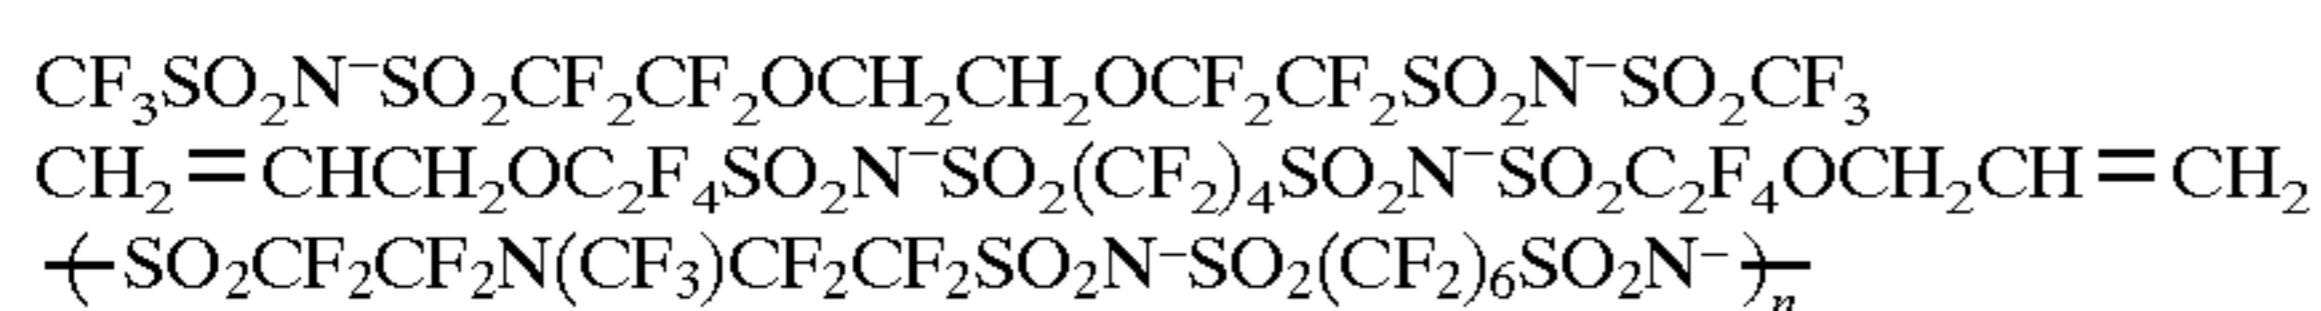 CF₃SO₂N⁻SO₂CF₂CF₂OCH₂CH₂OCF₂CF₂SO₂N⁻SO₂CF₃
CH₂=CHCH₂OC₂F₄SO₂N⁻SO₂(CF₂)₄SO₂N⁻SO₂C₂F₄OCH₂CH=CH₂
(SO₂CF₂CF₂N(CF₃)CF₂CF₂SO₂N⁻SO₂(CF₂)₆SO₂N⁻)ₙ